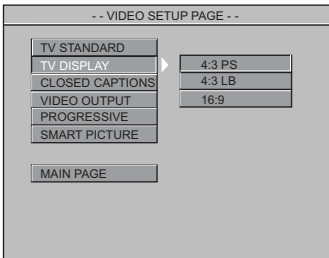 - - VIDEO SETUP PAGE - -
TV STANDARD
TV DISPLAY
4:3 PS
CLOSED CAPTIONS
4:3 LB
VIDEO OUTPUT
16:9
PROGRESSIVE
SMART PICTURE
MAIN PAGE